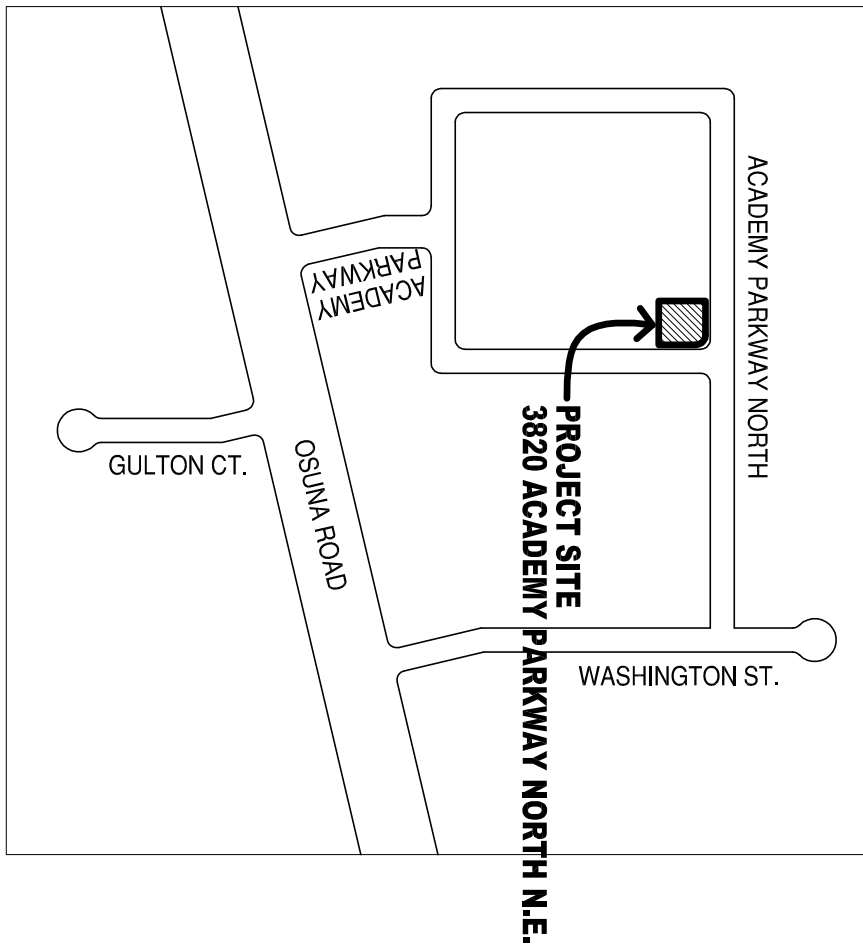 ACADEMY PARKWAY NORTH
ACADEMY
PARKWAY
PROJECT SITE
3820 ACADEMY PARKWAY NORTH N.E.
GULTON CT.
OSUNA ROAD
WASHINGTON ST.